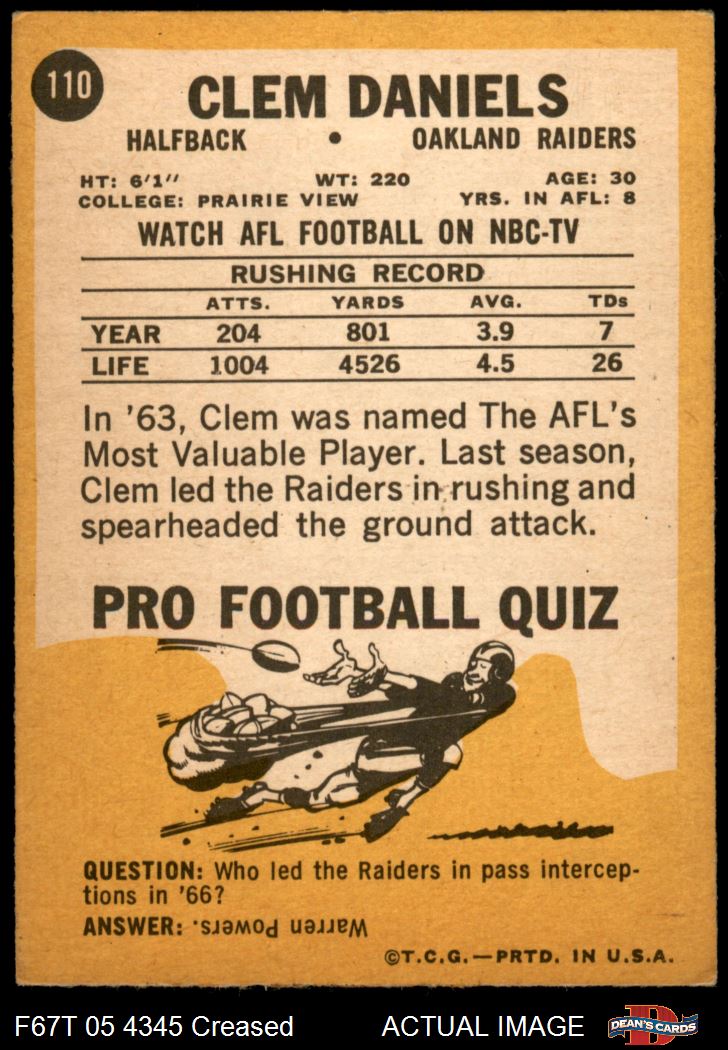 110
CLEM DANIELS
HALFBACK • OAKLAND RAIDERS
HT: 6'1" WT: 220 AGE: 30
COLLEGE: PRAIRIE VIEW YRS. IN AFL: 8
WATCH AFL FOOTBALL ON NBC-TV
RUSHING RECORD
ATTS. YARDS AVG. TDs
YEAR 204 801 3.9 7
LIFE 1004 4526 4.5 26
In '63, Clem was named The AFL's
Most Valuable Player. Last season,
Clem led the Raiders in rushing and
spearheaded the ground attack.
PRO FOOTBALL QUIZ
QUESTION: Who led the Raiders in pass intercep-
tions in '66?
ANSWER: Warren Powers.
©T.C.G.—PRTD. IN U.S.A.
F67T 05 4345 Creased ACTUAL IMAGE
D
DEAN'S CARDS